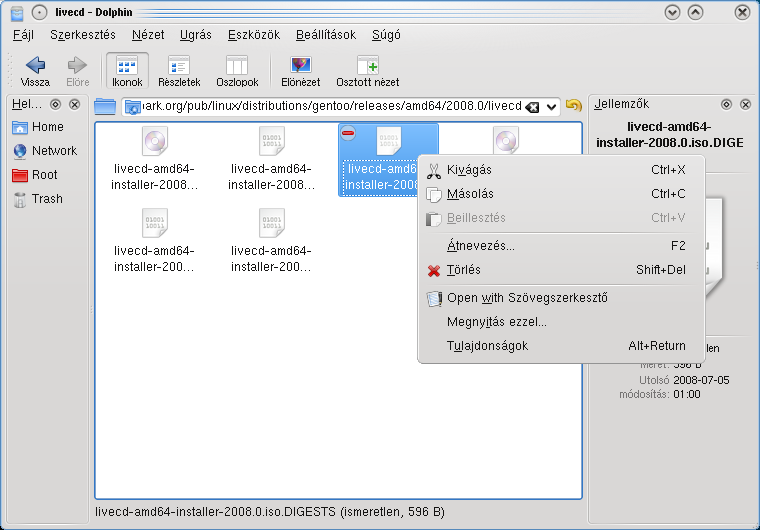 livecd - Dolphin
Fájl Szerkesztés Nézet Ugrás Eszközök Beállítások Súgó
Vissza Előre Ikonok Részletek Oszlopok Előnézet Osztott nézet
Hel... ark.org/pub/linux/distributions/gentoo/releases/amd64/2008.0/livecd Jellemzők
Home
Network
Root
Trash
livecd-amd64-
installer-2008...
livecd-amd64-
installer-2008...
livecd-amd6
installer-2008
livecd-amd64-
installer-200...
livecd-amd64-
installer-200...
Kivágás Ctrl+X
Másolás Ctrl+C
Beillesztés Ctrl+V
Átnevezés... F2
Törlés Shift+Del
Open with Szövegszerkesztő
Megnyitás ezzel...
Tulajdonságok Alt+Return
livecd-amd64-
installer-2008.0.iso.DIGE
len
Méret: 596 B
Utolsó 2008-07-05
módosítás: 01:00
livecd-amd64-installer-2008.0.iso.DIGESTS (ismeretlen, 596 B)